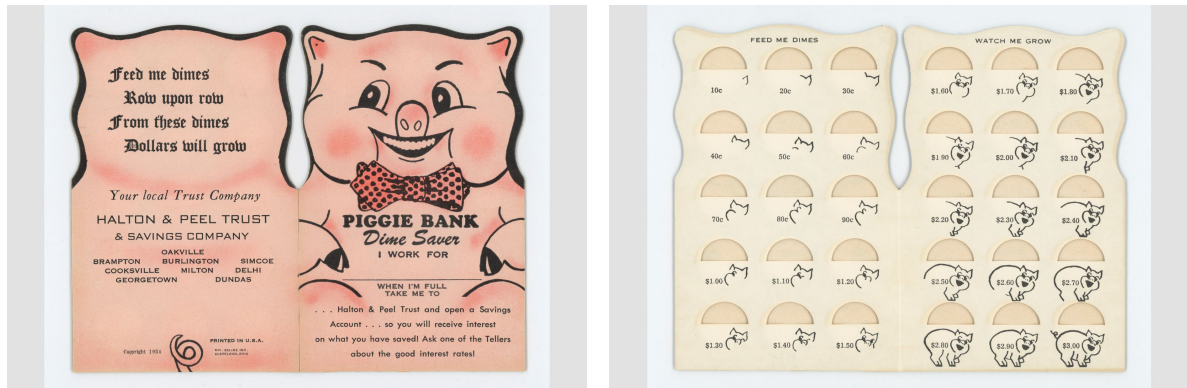 Feed me dimes
Row upon row
From these dimes
Dollars will grow
Your local Trust Company
HALTON & PEEL TRUST
& SAVINGS COMPANY
OAKVILLE
BRAMPTON BURLINGTON SIMCOE
COOKSVILLE MILTON DELHI
GEORGETOWN DUNDAS
Copyright 1954
PRINTED IN U.S.A.
PIGGIE BANK
Dime Saver
I WORK FOR
WHEN I'M FULL
TAKE ME TO
. . . Halton & Peel Trust and open a Savings
Account . . . so you will receive interest
on what you have saved! Ask one of the Tellers
about the good interest rates!
FEED ME DIMES
10c 20c 30c
40c 50c 60c
70c 80c 90c
$1.00 $1.10 $1.20
$1.30 $1.40 $1.50
WATCH ME GROW
$1.60 $1.70 $1.80
$1.90 $2.00 $2.10
$2.20 $2.30 $2.40
$2.50 $2.60 $2.70
$2.80 $2.90 $3.00